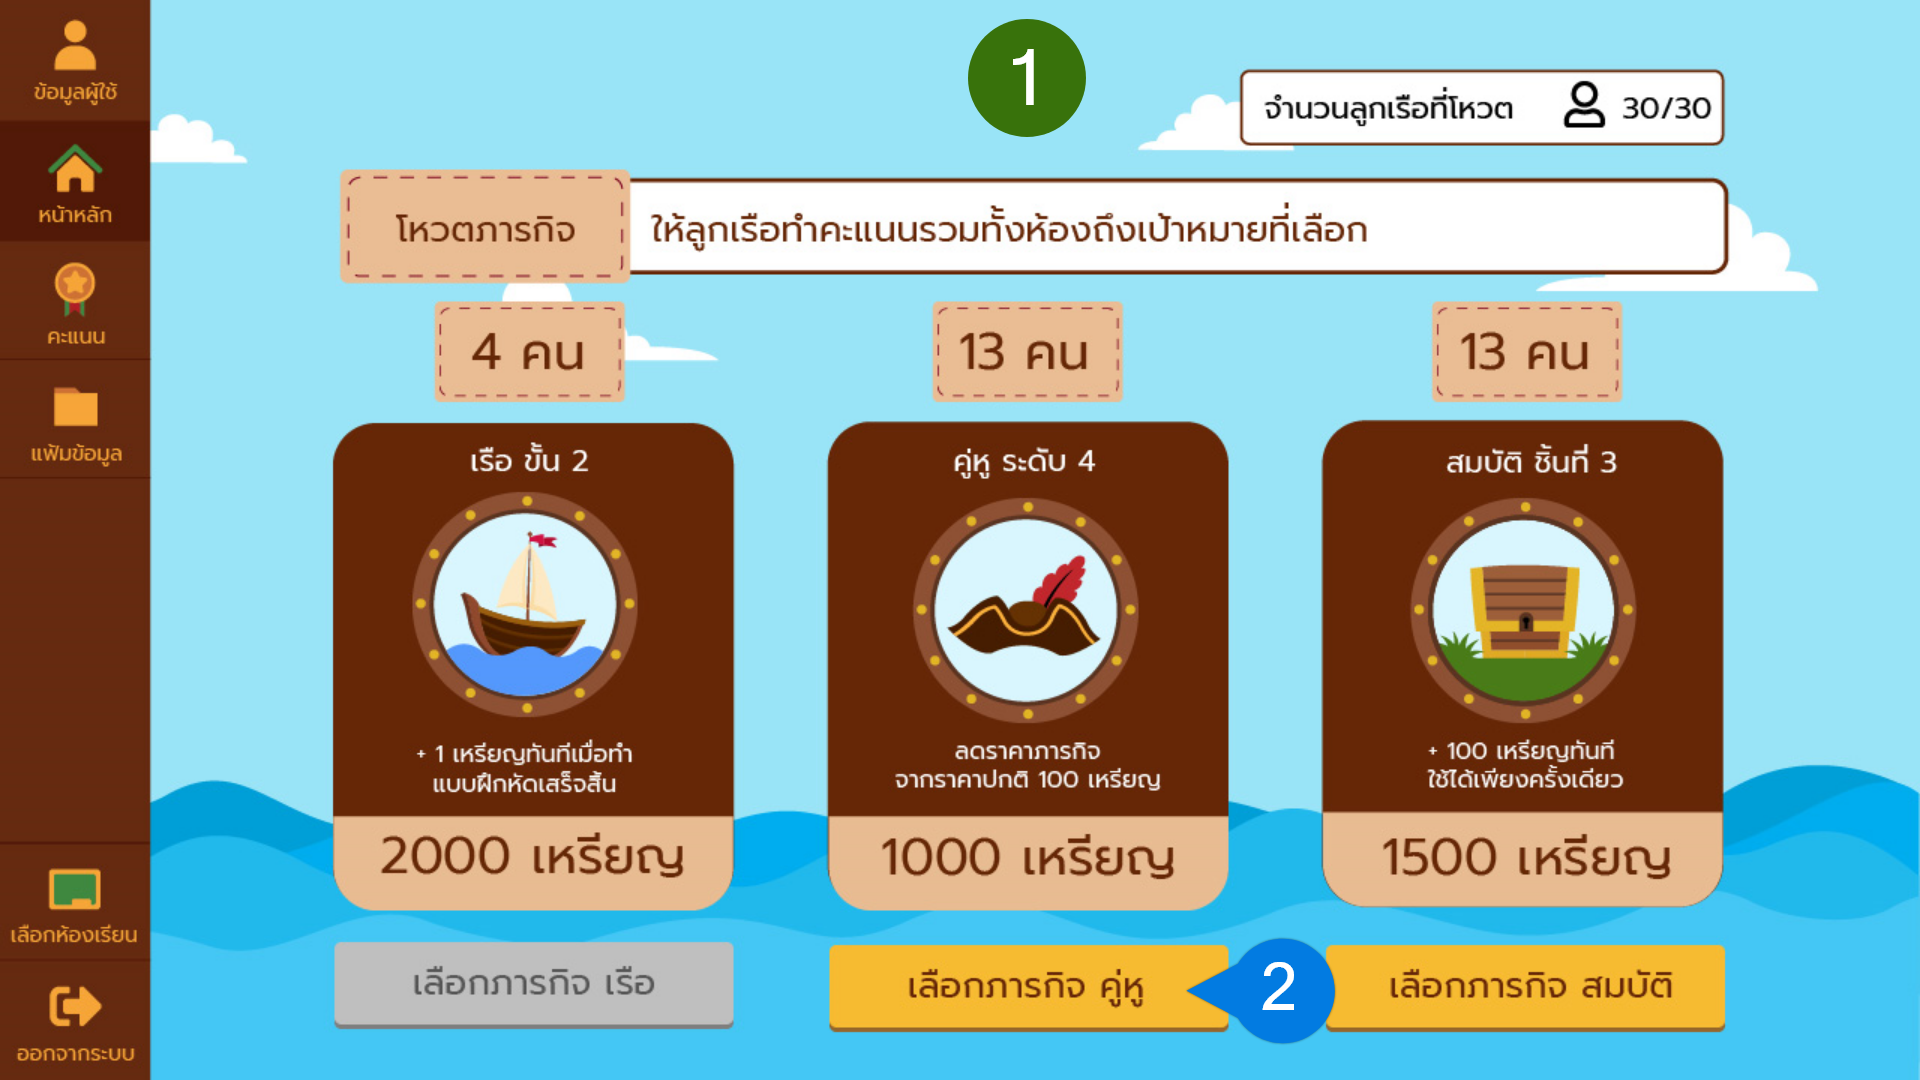 ข้อมูลผู้ใช้
หน้าหลัก
คะแนน
แฟ้มข้อมูล
เลือกห้องเรียน
ออกจากระบบ
1
จำนวนลูกเรือที่โหวต 30/30
โหวตภารกิจ ให้ลูกเรือทำคะแนนรวมทั้งห้องถึงเป้าหมายที่เลือก
4 คน
เรือ ขั้น 2
+ 1 เหรียญทันทีเมื่อทำ
แบบฝึกหัดเสร็จสิ้น
2000 เหรียญ
เลือกภารกิจ เรือ
13 คน
คู่หู ระดับ 4
ลดราคาภารกิจ
จากราคาปกติ 100 เหรียญ
1000 เหรียญ
เลือกภารกิจ คู่หู
2
13 คน
สมบัติ ชิ้นที่ 3
+ 100 เหรียญทันที
ใช้ได้เพียงครั้งเดียว
1500 เหรียญ
เลือกภารกิจ สมบัติ